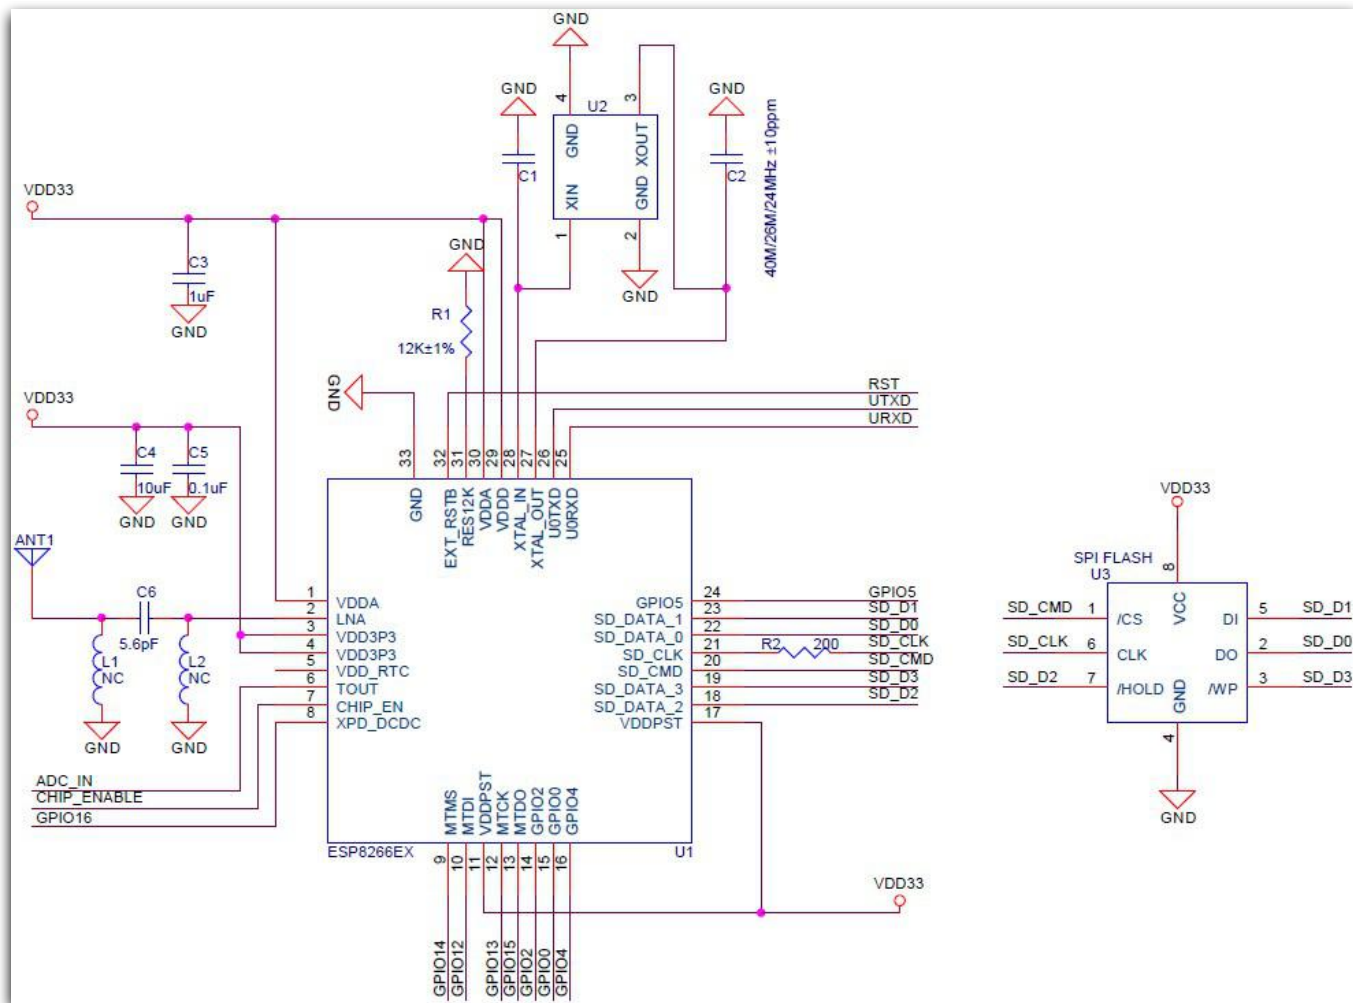 GND
GND
4
U2
3
GND
GND
XOUT
C1
C2
XIN
GND
40M/26M/24MHz ±10ppm
1
2
GND
VDD33
C3
1uF
GND
GND
R1
12K±1%
GND
RST
UTXD
URXD
VDD33
C4
10uF
GND
C5
0.1uF
GND
33
32
31
30
29
28
27
26
25
GND
EXT_RSTB
RES12K
VDDA
VDDD
XTAL_IN
XTAL_OUT
U0TXD
U0RXD
ANT1
C6
5.6pF
L1
NC
GND
L2
NC
GND
1 VDDA
2 LNA
3 VDD3P3
4 VDD3P3
5 VDD_RTC
6 TOUT
7 CHIP_EN
8 XPD_DCDC
GPIO5 24 GPIO5
SD_DATA_1 23 SD_D1
SD_DATA_0 22 SD_D0
SD_CLK 21 R2 200 SD_CLK
SD_CMD 20 SD_CMD
SD_DATA_3 19 SD_D3
SD_DATA_2 18 SD_D2
VDDPST 17
ADC_IN
CHIP_ENABLE
GPIO16
MTMS
MTDI
VDDPST
MTCK
MTDO
GPIO2
GPIO0
GPIO4
ESP8266EX
U1
9
10
11
12
13
14
15
16
GPIO14
GPIO12
GPIO13
GPIO15
GPIO2
GPIO0
GPIO4
VDD33
VDD33
SPI FLASH
U3
8
VCC
SD_CMD 1 /CS
SD_CLK 6 CLK
SD_D2 7 /HOLD
DI 5 SD_D1
DO 2 SD_D0
/WP 3 SD_D3
GND
4
GND